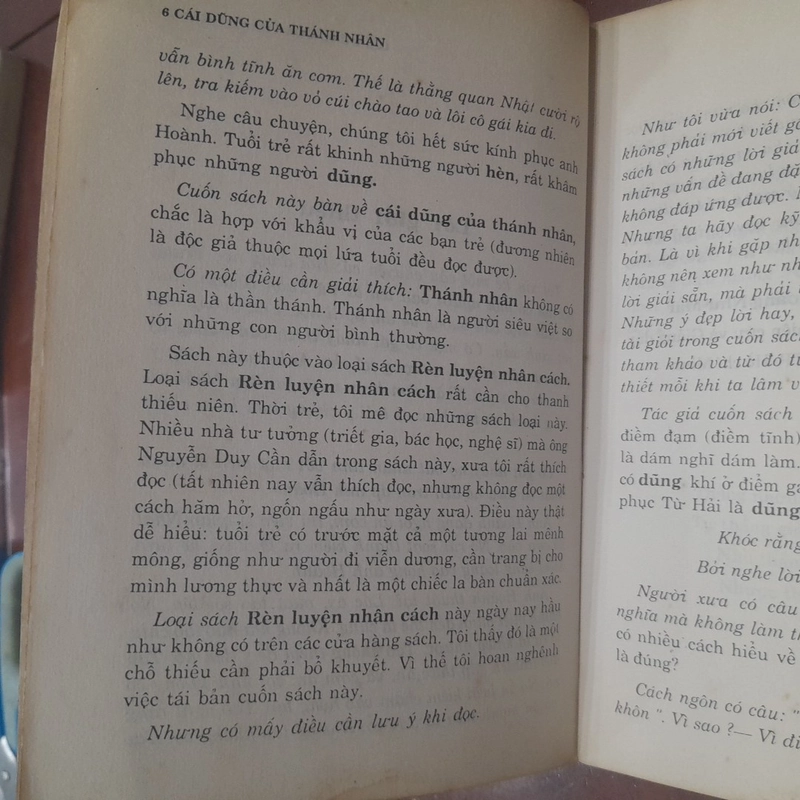 6 CÁI DŨNG CỦA THÁNH NHÂN
vẫn bình tĩnh ăn cơm. Thế là thằng quan Nhật cười rộ
lên, tra kiếm vào vỏ cúi chào tao và lôi cô gái kia đi.
Nghe câu chuyện, chúng tôi hết sức kính phục anh
Hoành. Tuổi trẻ rất khinh những người hèn, rất khâm
phục những người dũng.
Cuốn sách này bàn về cái dũng của thánh nhân,
chắc là hợp với khẩu vị của các bạn trẻ (đương nhiên
là độc giả thuộc mọi lứa tuổi đều đọc được).
Có một điều cần giải thích: Thánh nhân không có
nghĩa là thần thánh. Thánh nhân là người siêu việt so
với những con người bình thường.
Sách này thuộc vào loại sách Rèn luyện nhân cách.
Loại sách Rèn luyện nhân cách rất cần cho thanh
thiếu niên. Thời trẻ, tôi mê đọc những sách loại này.
Nhiều nhà tư tưởng (triết gia, bác học, nghệ sĩ) mà ông
Nguyễn Duy Cần dẫn trong sách này, xưa tôi rất thích
đọc (tất nhiên nay vẫn thích đọc, nhưng không đọc một
cách hăm hở, ngốn ngấu như ngày xưa). Điều này thật
dễ hiểu: tuổi trẻ có trước mặt cả một tương lai mênh
mông, giống như người đi viễn dương, cần trang bị cho
mình lương thực và nhất là một chiếc la bàn chuẩn xác.
Loại sách Rèn luyện nhân cách này ngày nay hầu
như không có trên các cửa hàng sách. Tôi thấy đó là một
chỗ thiếu cần phải bổ khuyết. Vì thế tôi hoan nghênh
việc tái bản cuốn sách này.
Nhưng có mấy điều cần lưu ý khi đọc.
Như tôi vừa nói: C
không phải mới viết gầ
sách có những lời giả
những vấn đề đang đặ
không đáp ứng được.
Nhưng ta hãy đọc kỹ
bản. Là vì khi gặp nh
không nên xem như nh
lời giải sẵn, mà phải
Những ý đẹp lời hay,
tài giỏi trong cuốn sách
tham khảo và từ đó tư
thiết mỗi khi ta làm v
Tác giả cuốn sách
điềm đạm (điềm tĩnh)
là dám nghĩ dám làm.
có dũng khí ở điểm ga
phục Từ Hải là dũng
Khóc rằng
Bởi nghe lời
Người xưa có câu
nghĩa mà không làm th
có nhiều cách hiểu về
là đúng?
Cách ngôn có câu: "
khôn ". Vì sao ?— Vì đi